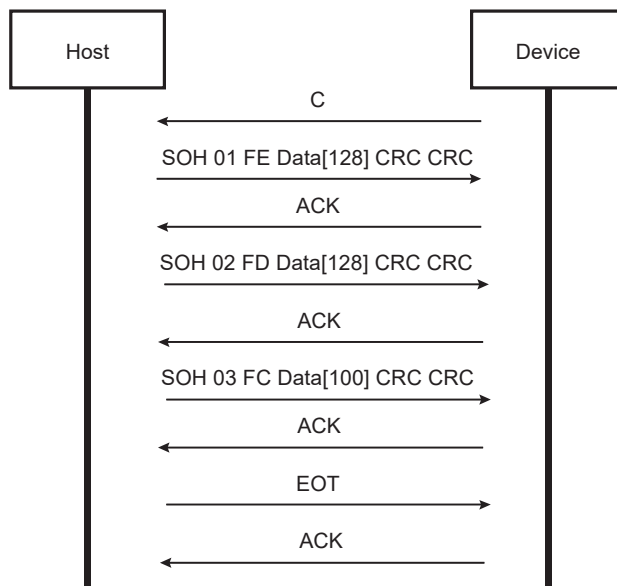 Host
Device
C
SOH 01 FE Data[128] CRC CRC
ACK
SOH 02 FD Data[128] CRC CRC
ACK
SOH 03 FC Data[100] CRC CRC
ACK
EOT
ACK